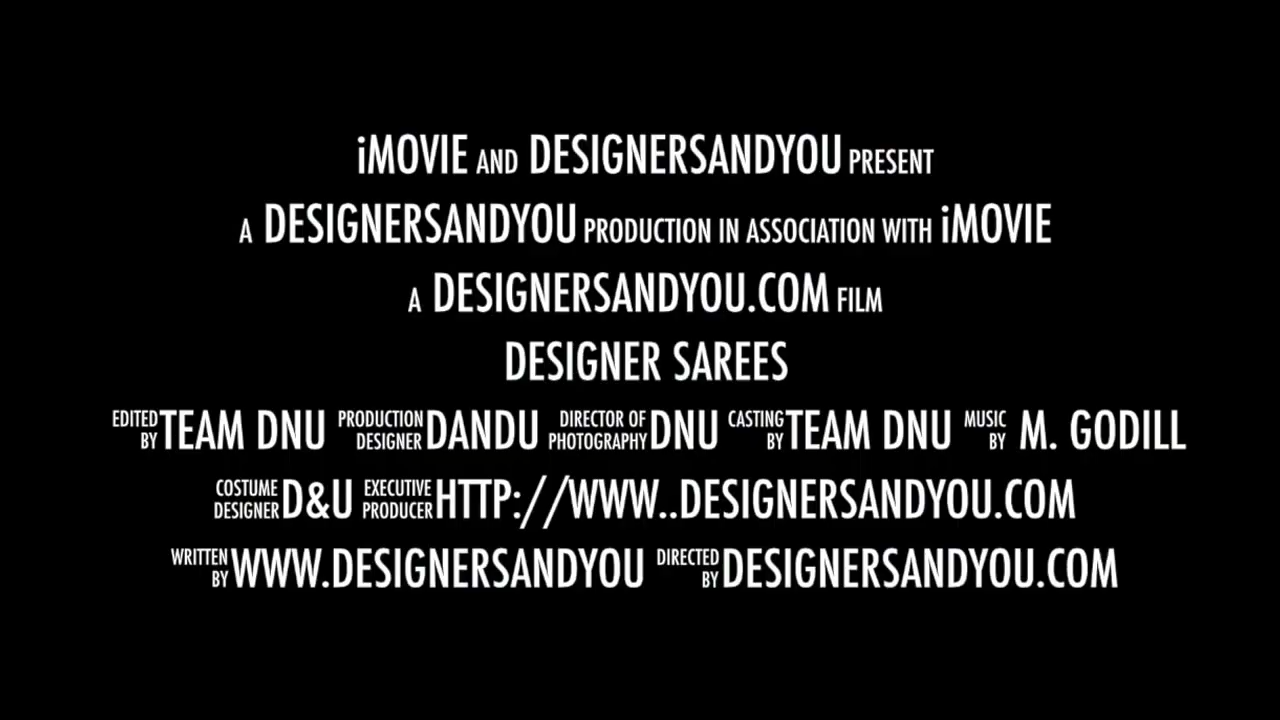 iMOVIE AND DESIGNERSANDYOU PRESENT
A DESIGNERSANDYOU PRODUCTION IN ASSOCIATION WITH iMOVIE
A DESIGNERSANDYOU.COM FILM
DESIGNER SAREES
EDITED BY TEAM DNU PRODUCTION DESIGNER DANDU DIRECTOR OF PHOTOGRAPHY DNU CASTING BY TEAM DNU MUSIC BY M. GODILL
COSTUME DESIGNER D&U EXECUTIVE PRODUCER HTTP://WWW..DESIGNERSANDYOU.COM
WRITTEN BY WWW.DESIGNERSANDYOU DIRECTED BY DESIGNERSANDYOU.COM